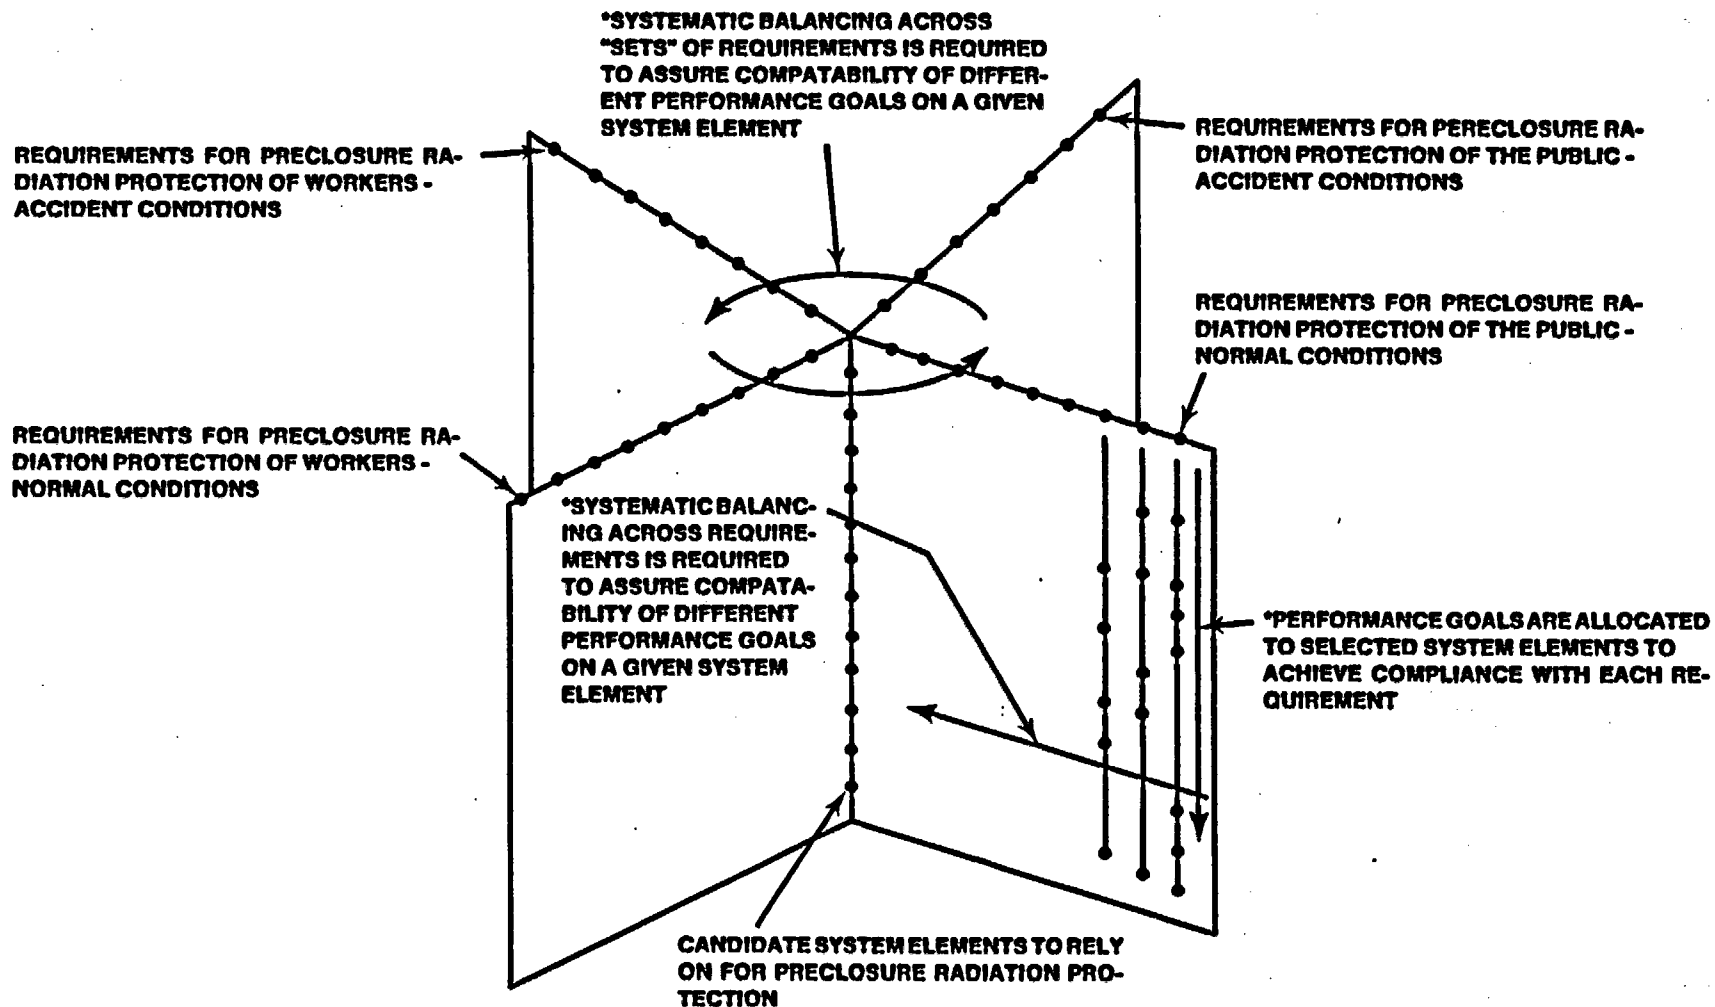 *SYSTEMATIC BALANCING ACROSS
"SETS" OF REQUIREMENTS IS REQUIRED
TO ASSURE COMPATABILITY OF DIFFER-
ENT PERFORMANCE GOALS ON A GIVEN
SYSTEM ELEMENT
REQUIREMENTS FOR PRECLOSURE RA-
DIATION PROTECTION OF WORKERS -
ACCIDENT CONDITIONS
REQUIREMENTS FOR PERECLOSURE RA-
DIATION PROTECTION OF THE PUBLIC -
ACCIDENT CONDITIONS
REQUIREMENTS FOR PRECLOSURE RA-
DIATION PROTECTION OF THE PUBLIC -
NORMAL CONDITIONS
REQUIREMENTS FOR PRECLOSURE RA-
DIATION PROTECTION OF WORKERS -
NORMAL CONDITIONS
*SYSTEMATIC BALANC-
ING ACROSS REQUIRE-
MENTS IS REQUIRED
TO ASSURE COMPATA-
BILITY OF DIFFERENT
PERFORMANCE GOALS
ON A GIVEN SYSTEM
ELEMENT
*PERFORMANCE GOALS ARE ALLOCATED
TO SELECTED SYSTEM ELEMENTS TO
ACHIEVE COMPLIANCE WITH EACH RE-
QUIREMENT
CANDIDATE SYSTEM ELEMENTS TO RELY
ON FOR PRECLOSURE RADIATION PRO-
TECTION